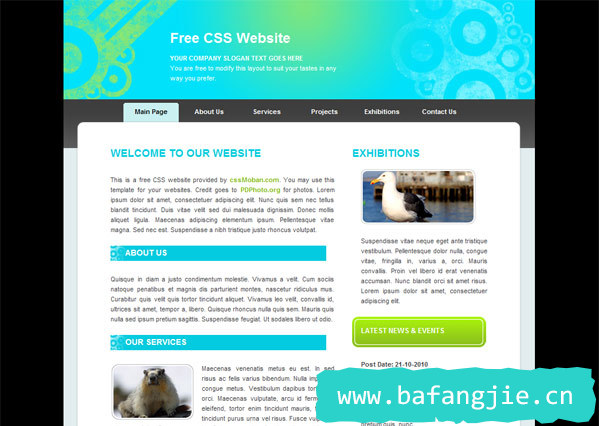 Free CSS Website
YOUR COMPANY SLOGAN TEXT GOES HERE
You are free to modify this layout to suit your tastes in any
way you prefer.
Main Page
About Us
Services
Projects
Exhibitions
Contact Us
WELCOME TO OUR WEBSITE
This is a free CSS website provided by cssMoban.com. You may use this
template for your websites. Credit goes to PDPhoto.org for photos. Lorem
ipsum dolor sit amet, consectetuer adipiscing elit. Nunc quis sem nec tellus
blandit tincidunt. Duis vitae velit sed dui malesuada dignissim. Donec mollis
aliquet ligula. Maecenas adipiscing elementum ipsum. Pellentesque vitae
magna. Sed nec est. Suspendisse a nibh tristique justo rhoncus volutpat.
ABOUT US
Quisque in diam a justo condimentum molestie. Vivamus a velit. Cum sociis
natoque penatibus et magnis dis parturient montes, nascetur ridiculus mus.
Curabitur quis velit quis tortor tincidunt aliquet. Vivamus leo velit, convallis id,
ultrices sit amet, tempor a, libero. Quisque rhoncus nulla quis sem. Mauris quis
nulla sed ipsum pretium sagittis. Suspendisse feugiat. Ut sodales libero ut odio.
OUR SERVICES
Maecenas venenatis metus eu est. In sed
risus ac felis varius bibendum. Nulla im
congue metus. Vestibulum dapibus tor
orci. Maecenas vulputate, arcu id ferme
eleifend, tortor enim tincidunt mauris,
tincidunt purus urna vel risus. Fusce vulp
EXHIBITIONS
Suspendisse vitae neque eget ante tristique
vestibulum. Pellentesque dolor nulla, congue
vitae, fringilla in, varius a, orci. Mauris
convallis. Proin vel libero id erat venenatis
accumsan. Nunc blandit orci sit amet risus.
Lorem ipsum dolor sit amet, consectetuer
adipiscing elit.
LATEST NEWS & EVENTS
Post Date: 21-10-2010
www.bafangjie.cn